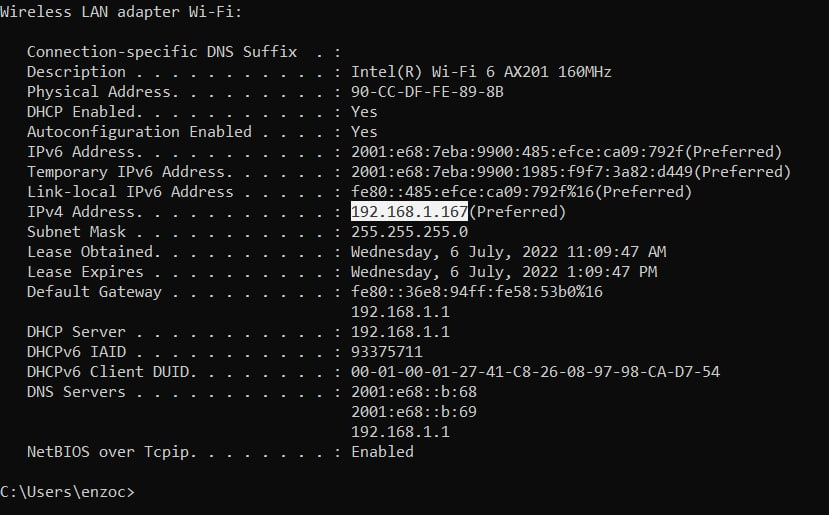 Wireless LAN adapter Wi-Fi:
Connection-specific DNS Suffix  . :
Description . . . . . . . . . . . : Intel(R) Wi-Fi 6 AX201 160MHz
Physical Address. . . . . . . . . : 90-CC-DF-FE-89-8B
DHCP Enabled. . . . . . . . . . . : Yes
Autoconfiguration Enabled . . . . : Yes
IPv6 Address. . . . . . . . . . . : 2001:e68:7eba:9900:485:efce:ca09:792f(Preferred)
Temporary IPv6 Address. . . . . . : 2001:e68:7eba:9900:1985:f9f7:3a82:d449(Preferred)
Link-local IPv6 Address . . . . . : fe80::485:efce:ca09:792f%16(Preferred)
IPv4 Address. . . . . . . . . . . : 192.168.1.167(Preferred)
Subnet Mask . . . . . . . . . . . : 255.255.255.0
Lease Obtained. . . . . . . . . . : Wednesday, 6 July, 2022 11:09:47 AM
Lease Expires . . . . . . . . . . : Wednesday, 6 July, 2022 1:09:47 PM
Default Gateway . . . . . . . . . : fe80::36e8:94ff:fe58:53b0%16
192.168.1.1
DHCP Server . . . . . . . . . . . : 192.168.1.1
DHCPv6 IAID . . . . . . . . . . . : 93375711
DHCPv6 Client DUID. . . . . . . . : 00-01-00-01-27-41-C8-26-08-97-98-CA-D7-54
DNS Servers . . . . . . . . . . . : 2001:e68::b:68
2001:e68::b:69
192.168.1.1
NetBIOS over Tcpip. . . . . . . . : Enabled
C:\Users\enzoc>